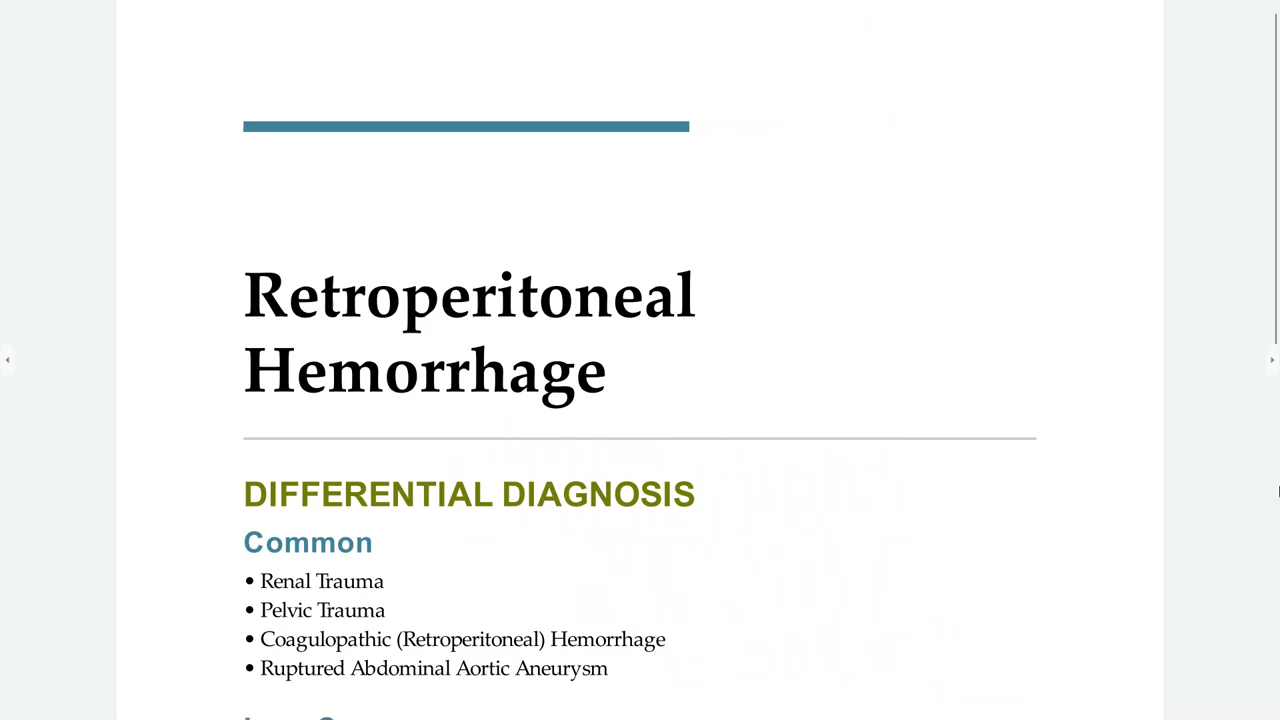 Retroperitoneal
Hemorrhage
DIFFERENTIAL DIAGNOSIS
Common
• Renal Trauma
• Pelvic Trauma
• Coagulopathic (Retroperitoneal) Hemorrhage
• Ruptured Abdominal Aortic Aneurysm